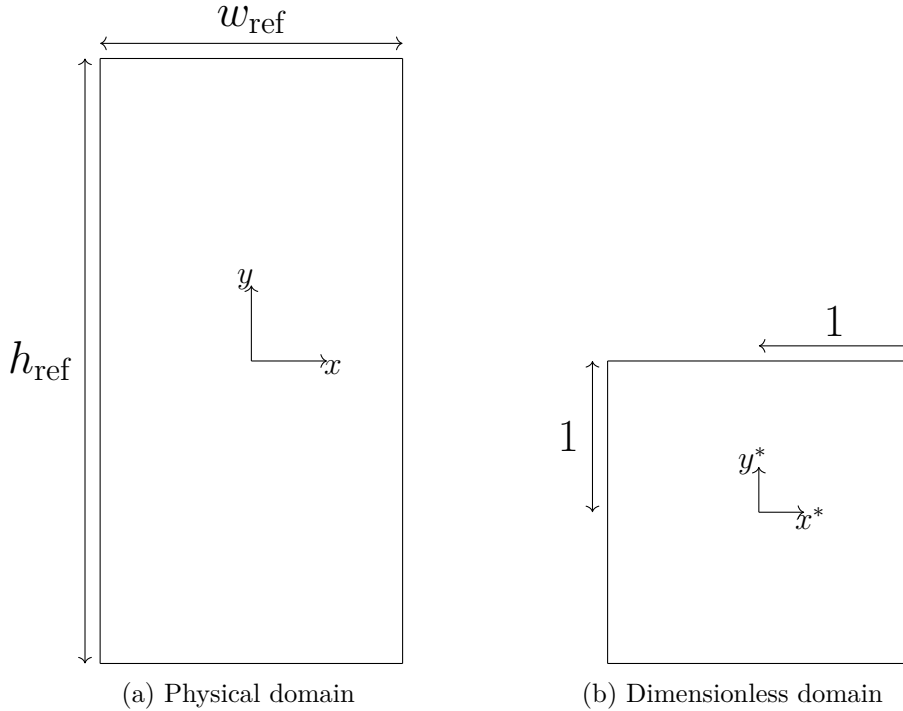 w_ref
h_ref
y
x
(a) Physical domain
1
1
y*
x*
(b) Dimensionless domain